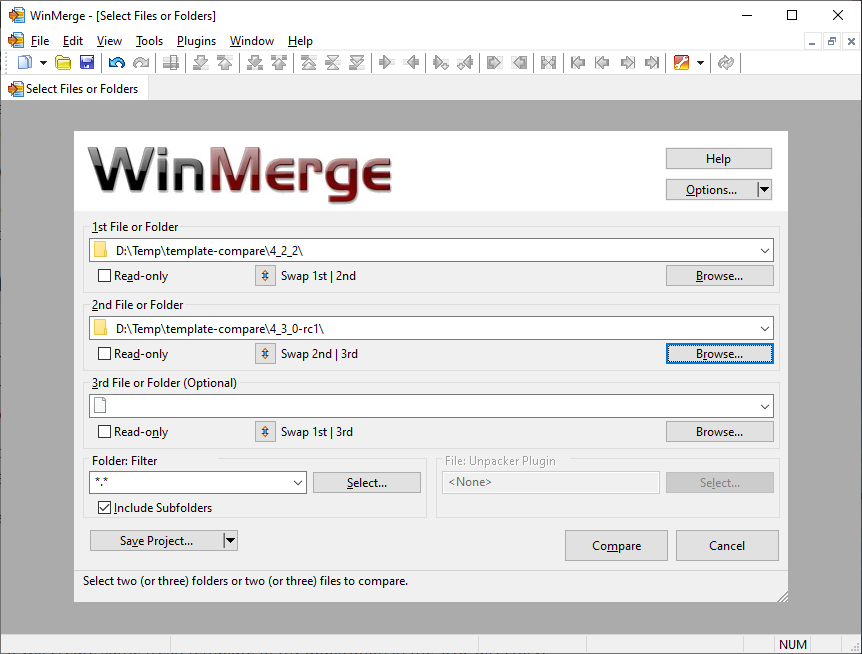 WinMerge - [Select Files or Folders]
File Edit View Tools Plugins Window Help
Select Files or Folders
WinMerge
Help
Options...
1st File or Folder
D:\Temp\template-compare\4_2_2\
Read-only Swap 1st | 2nd Browse...
2nd File or Folder
D:\Temp\template-compare\4_3_0-rc1\
Read-only Swap 2nd | 3rd Browse...
3rd File or Folder (Optional)
Read-only Swap 1st | 3rd Browse...
Folder: Filter File: Unpacker Plugin
*.* Select... <None> Select...
Include Subfolders
Save Project... Compare Cancel
Select two (or three) folders or two (or three) files to compare.
NUM